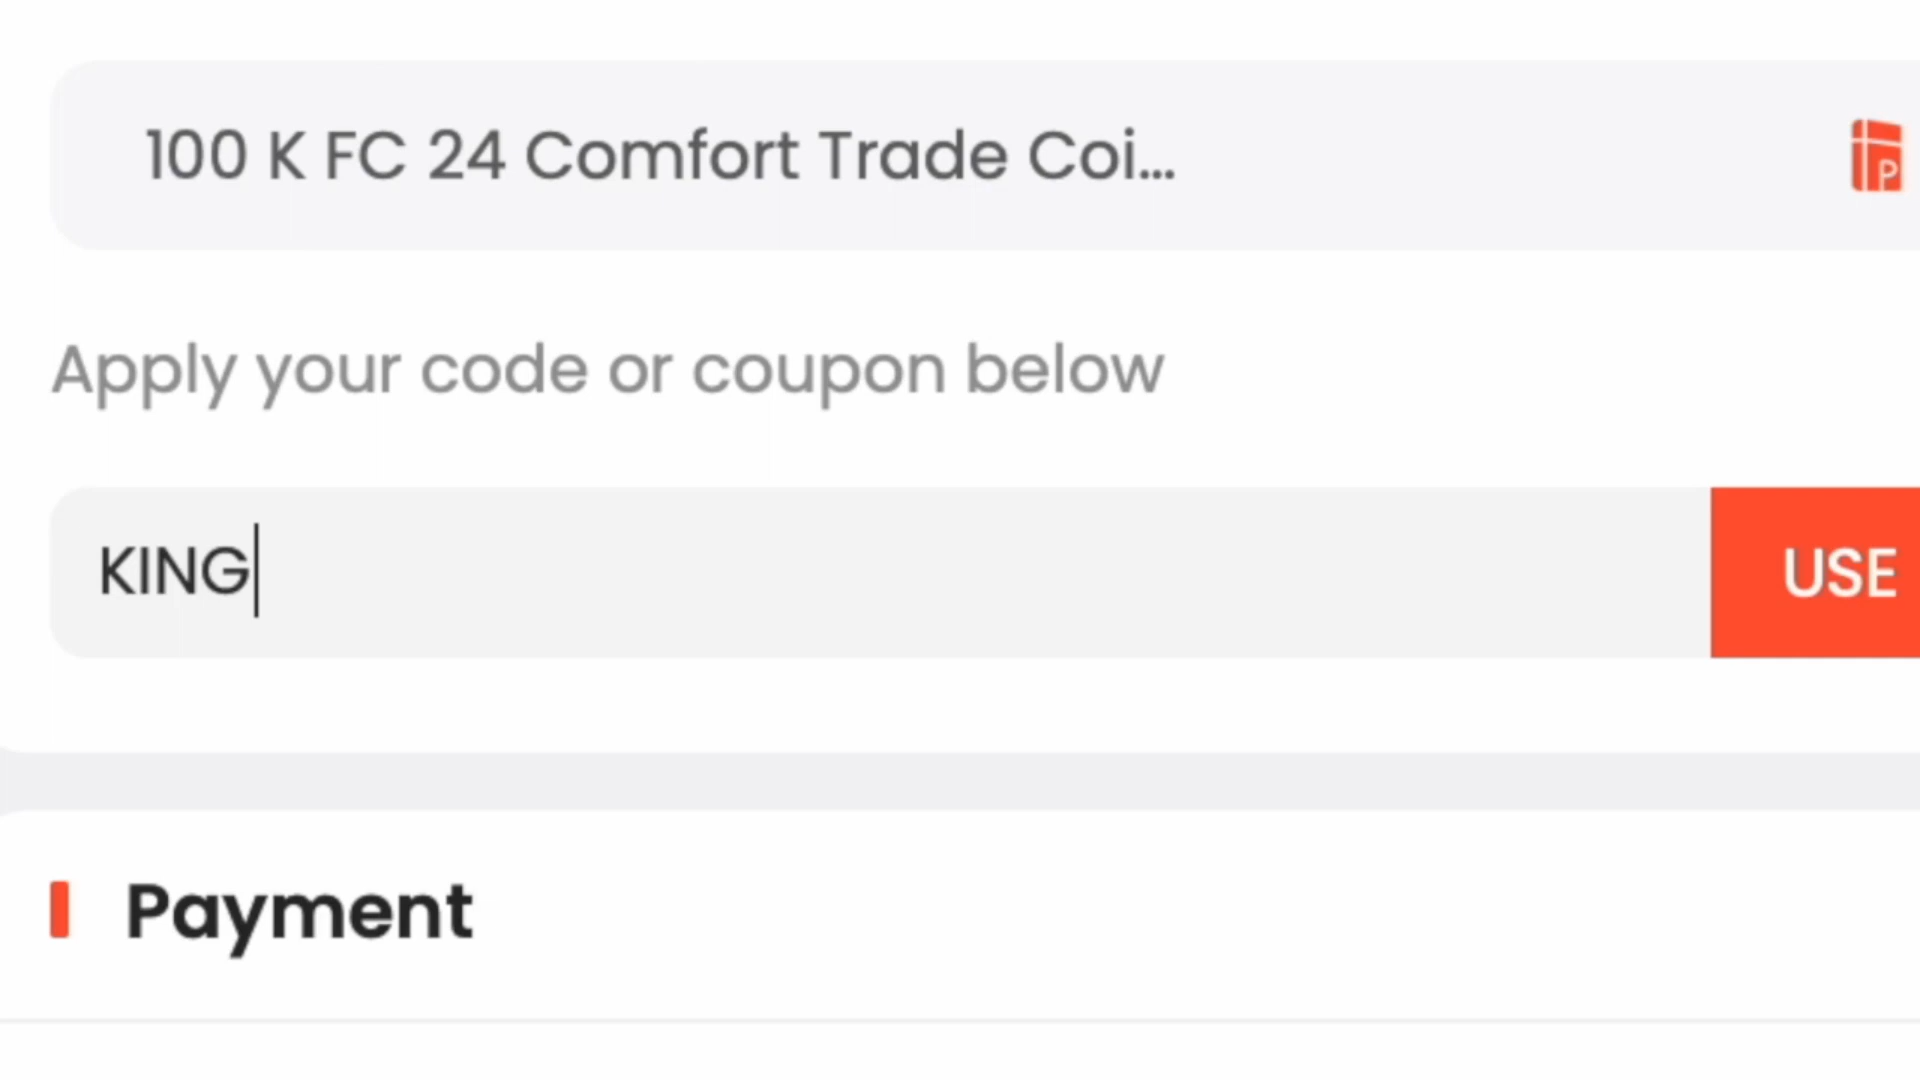 100 K FC 24 Comfort Trade Coi...
P
Apply your code or coupon below
KING
USE
Payment